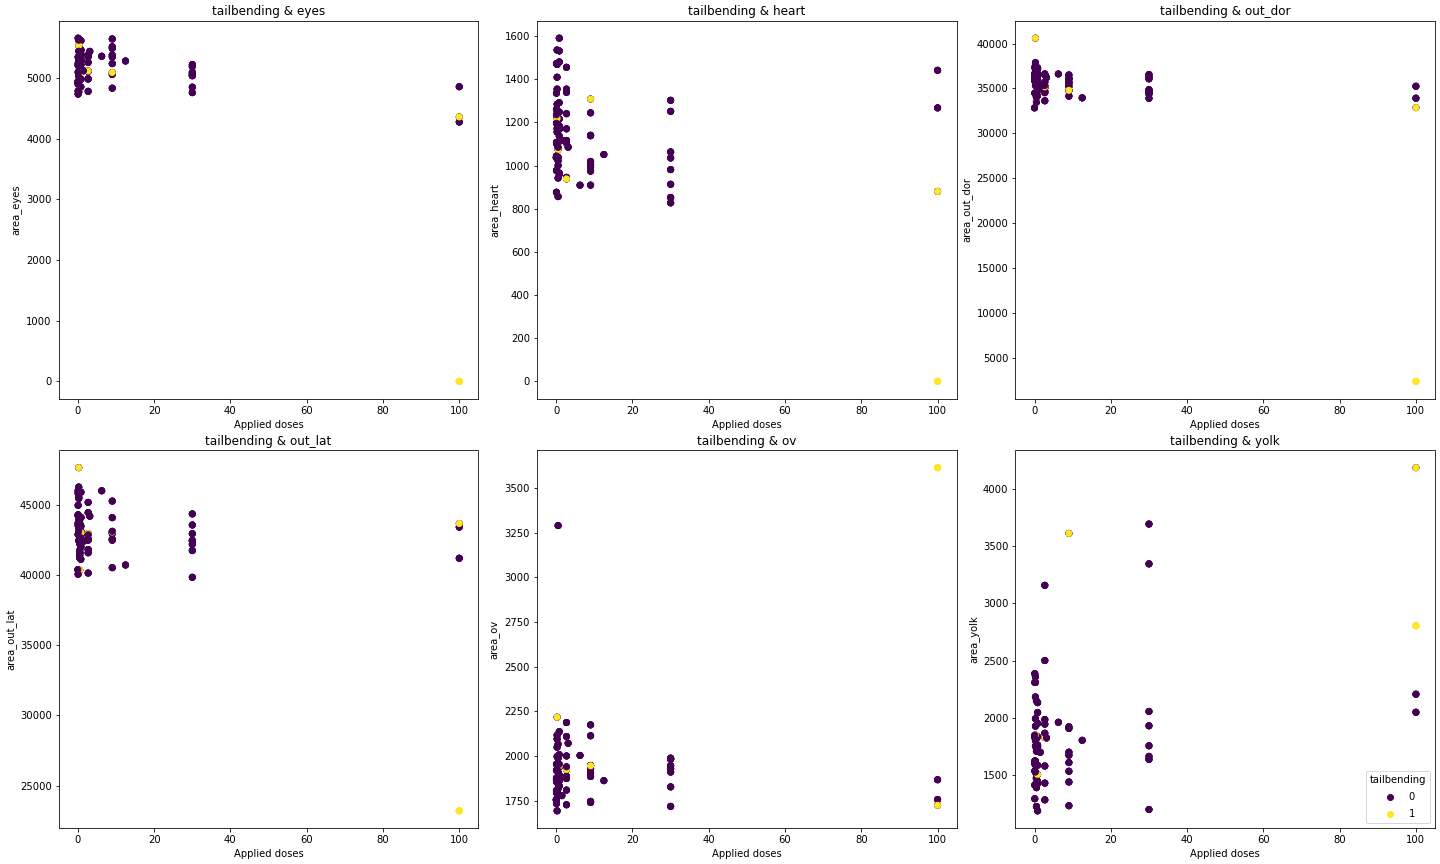 tailbending & eyes
5000
4000
3000
2000
1000
0
area_eyes
0 20 40 60 80 100
Applied doses
tailbending & heart
1600
1400
1200
1000
800
600
400
200
0
area_heart
0 20 40 60 80 100
Applied doses
tailbending & out_dor
40000
35000
30000
25000
20000
15000
10000
5000
area_out_dor
0 20 40 60 80 100
Applied doses
tailbending & out_lat
45000
40000
35000
30000
25000
area_out_lat
0 20 40 60 80 100
Applied doses
tailbending & ov
3500
3250
3000
2750
2500
2250
2000
1750
area_ov
0 20 40 60 80 100
Applied doses
tailbending & yolk
4000
3500
3000
2500
2000
1500
area_yolk
tailbending
0
1
0 20 40 60 80 100
Applied doses